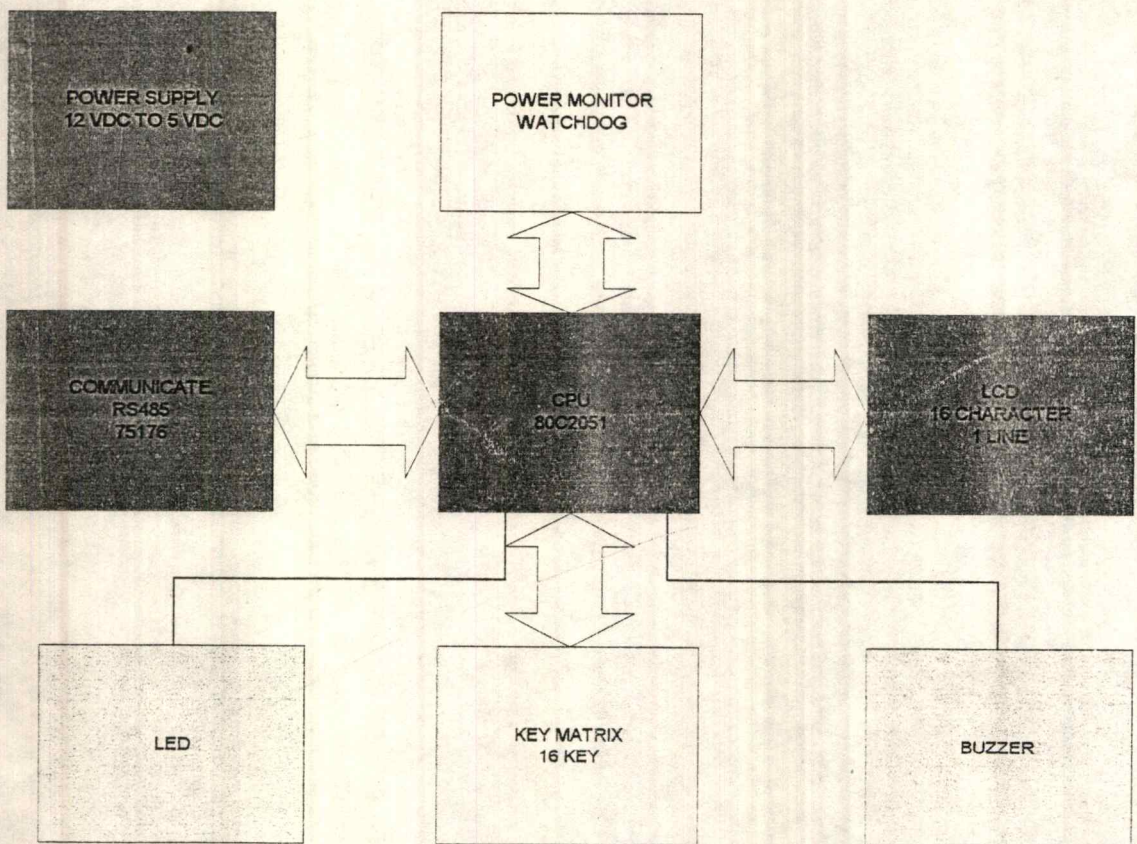 POWER SUPPLY
12 VDC TO 5 VDC
POWER MONITOR
WATCHDOG
COMMUNICATE
RS485
75176
CPU
80C2051
LCD
16 CHARACTER
1 LINE
LED
KEY MATRIX
16 KEY
BUZZER